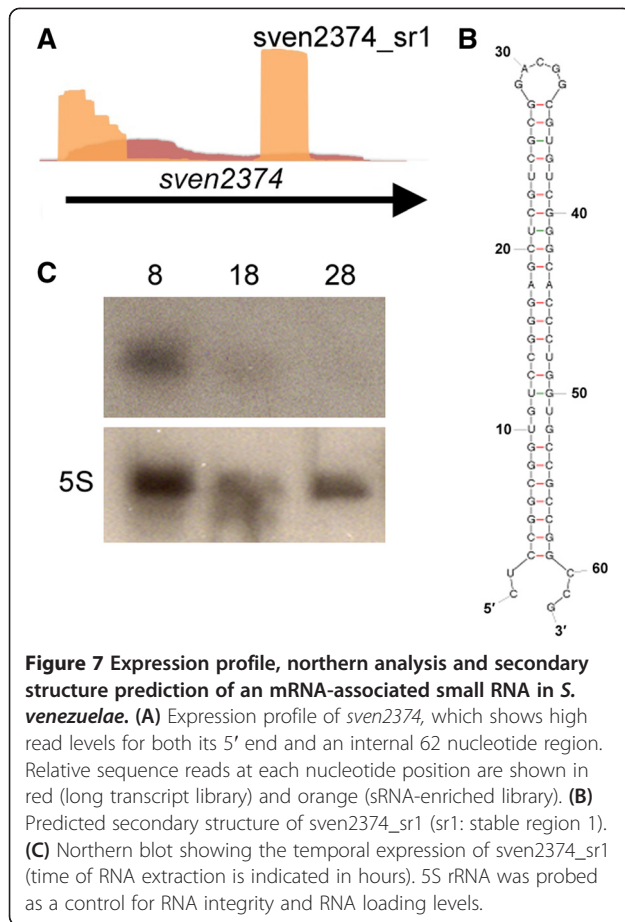 A
sven2374_sr1
sven2374
B
30
40
20
50
10
60
5′
3′
C
8 18 28
5S
Figure 7 Expression profile, northern analysis and secondary
structure prediction of an mRNA-associated small RNA in S.
venezuelae. (A) Expression profile of sven2374, which shows high
read levels for both its 5′ end and an internal 62 nucleotide region.
Relative sequence reads at each nucleotide position are shown in
red (long transcript library) and orange (sRNA-enriched library). (B)
Predicted secondary structure of sven2374_sr1 (sr1: stable region 1).
(C) Northern blot showing the temporal expression of sven2374_sr1
(time of RNA extraction is indicated in hours). 5S rRNA was probed
as a control for RNA integrity and RNA loading levels.